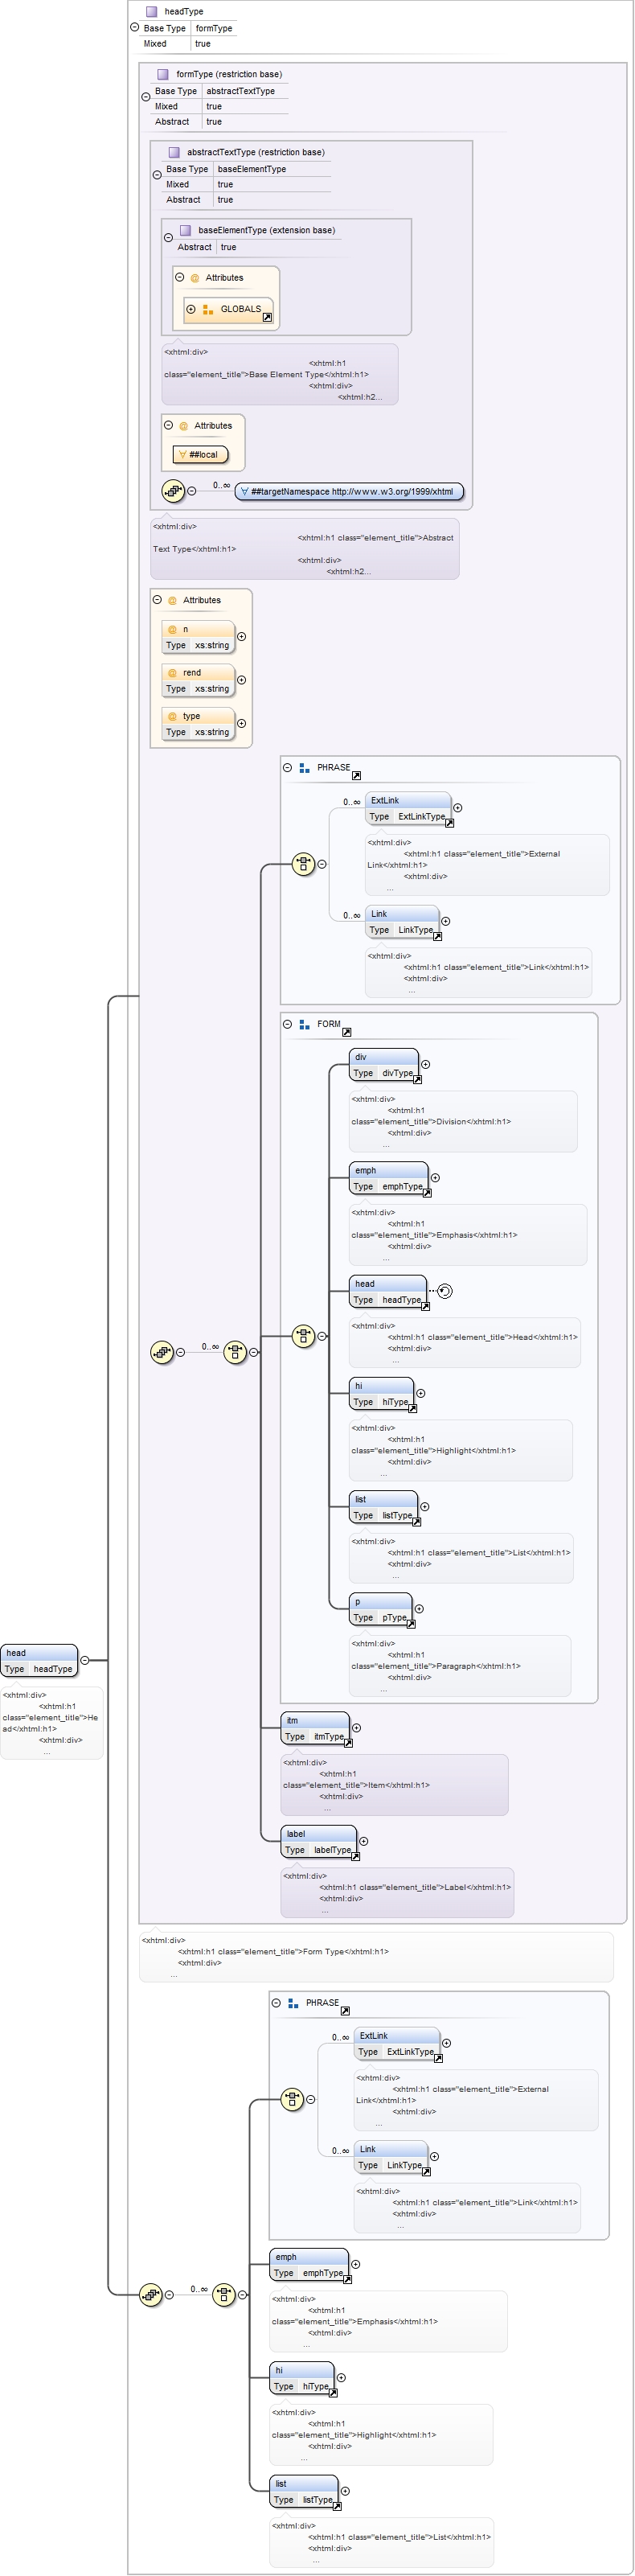 headType
Base Type formType
Mixed true
formType (restriction base)
Base Type abstractTextType
Mixed true
Abstract true
abstractTextType (restriction base)
Base Type baseElementType
Mixed true
Abstract true
baseElementType (extension base)
Abstract true
@ Attributes
GLOBALS
<xhtml:div>
<xhtml:h1
class="element_title">Base Element Type</xhtml:h1>
<xhtml:div>
<xhtml:h2...
@ Attributes
∀ ##local
0..∞ ∀ ##targetNamespace http://www.w3.org/1999/xhtml
<xhtml:div>
<xhtml:h1 class="element_title">Abstract
Text Type</xhtml:h1>
<xhtml:div>
<xhtml:h2...
@ Attributes
@ n
Type xs:string
@ rend
Type xs:string
@ type
Type xs:string
PHRASE
0..∞ ExtLink
Type ExtLinkType
<xhtml:div>
<xhtml:h1 class="element_title">External
Link</xhtml:h1>
<xhtml:div>
...
0..∞ Link
Type LinkType
<xhtml:div>
<xhtml:h1 class="element_title">Link</xhtml:h1>
<xhtml:div>
...
FORM
div
Type divType
<xhtml:div>
<xhtml:h1
class="element_title">Division</xhtml:h1>
<xhtml:div>
...
emph
Type emphType
<xhtml:div>
<xhtml:h1
class="element_title">Emphasis</xhtml:h1>
<xhtml:div>
...
head
Type headType
<xhtml:div>
<xhtml:h1 class="element_title">Head</xhtml:h1>
<xhtml:div>
...
0..∞
hi
Type hiType
<xhtml:div>
<xhtml:h1
class="element_title">Highlight</xhtml:h1>
<xhtml:div>
...
list
Type listType
<xhtml:div>
<xhtml:h1 class="element_title">List</xhtml:h1>
<xhtml:div>
...
p
Type pType
<xhtml:div>
<xhtml:h1
class="element_title">Paragraph</xhtml:h1>
<xhtml:div>
...
head
Type headType
<xhtml:div>
<xhtml:h1
class="element_title">He
ad</xhtml:h1>
<xhtml:div>
...
itm
Type itmType
<xhtml:div>
<xhtml:h1
class="element_title">Item</xhtml:h1>
<xhtml:div>
...
label
Type labelType
<xhtml:div>
<xhtml:h1 class="element_title">Label</xhtml:h1>
<xhtml:div>
...
<xhtml:div>
<xhtml:h1 class="element_title">Form Type</xhtml:h1>
<xhtml:div>
...
PHRASE
0..∞ ExtLink
Type ExtLinkType
<xhtml:div>
<xhtml:h1 class="element_title">External
Link</xhtml:h1>
<xhtml:div>
...
0..∞ Link
Type LinkType
<xhtml:div>
<xhtml:h1 class="element_title">Link</xhtml:h1>
<xhtml:div>
...
emph
Type emphType
0..∞
<xhtml:div>
<xhtml:h1
class="element_title">Emphasis</xhtml:h1>
<xhtml:div>
...
hi
Type hiType
<xhtml:div>
<xhtml:h1
class="element_title">Highlight</xhtml:h1>
<xhtml:div>
...
list
Type listType
<xhtml:div>
<xhtml:h1 class="element_title">List</xhtml:h1>
<xhtml:div>
...